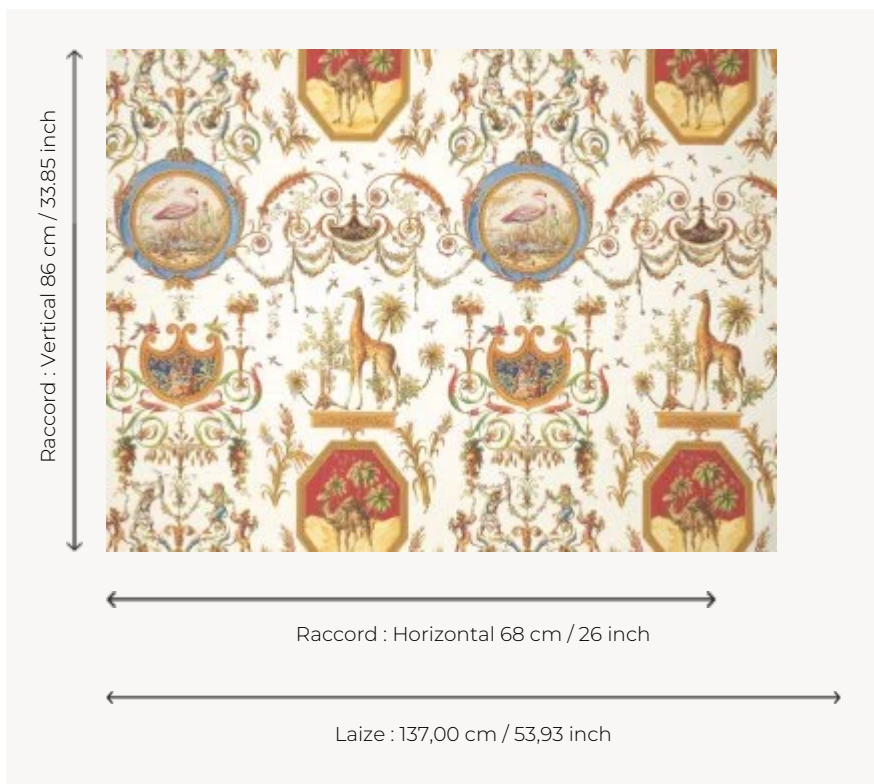 Raccord : Vertical 86 cm / 33.85 inch
Raccord : Horizontal 68 cm / 26 inch
Laize : 137,00 cm / 53,93 inch